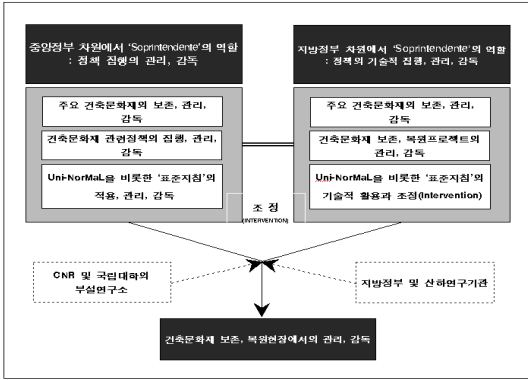 중앙정부 차원에서 'Soprintendente'의 역할
: 정책 집행의 관리, 감독
주요 건축문화재의 보존, 관리,
감독
건축문화재 관련정책의 집행, 관리,
감독
Uni-NorMaL을 비롯한 '표준지침'의
적용, 관리, 감독
지방정부 차원에서 'Soprintendente'의 역할
: 정책의 기술적 집행, 관리, 감독
주요 건축문화재의 보존, 관리,
감독
건축문화재 보존, 복원프로젝트의
관리, 감독
Uni-NorMaL을 비롯한 '표준지침'의
기술적 활용과 조정(Intervention)
조 정
(INTERVENTION)
CNR 및 국립대학의
부설연구소
지방정부 및 산하연구기관
건축문화재 보존, 복원현장에서의 관리, 감독